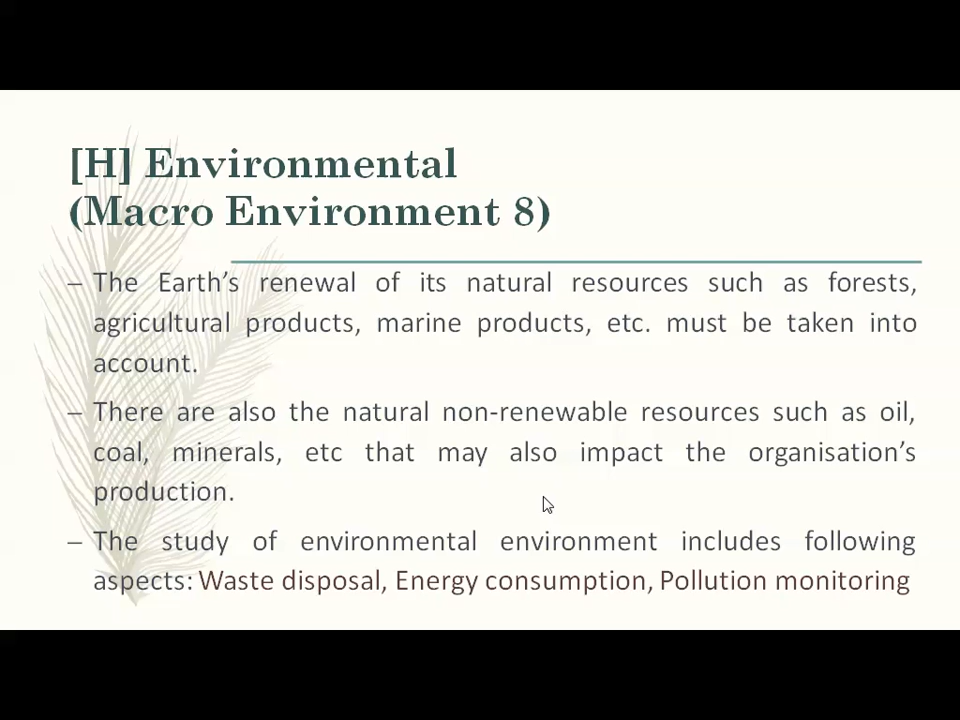 [H] Environmental
(Macro Environment 8)
– The Earth's renewal of its natural resources such as forests,
agricultural products, marine products, etc. must be taken into
account.
– There are also the natural non-renewable resources such as oil,
coal, minerals, etc that may also impact the organisation's
production.
– The study of environmental environment includes following
aspects: Waste disposal, Energy consumption, Pollution monitoring